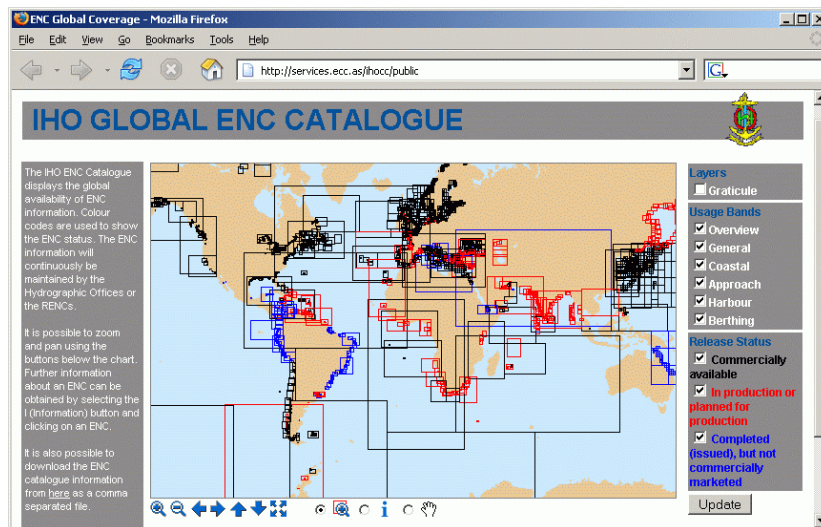 ENC Global Coverage - Mozilla Firefox
File Edit View Go Bookmarks Tools Help
http://services.ecc.as/ihocc/public
G
IHO GLOBAL ENC CATALOGUE
The IHO ENC Catalogue
displays the global
availability of ENC
information. Colour
codes are used to show
the ENC status. The ENC
information will
continuously be
maintained by the
Hydrographic Offices or
the RENCs.
It is possible to zoom
and pan using the
buttons below the chart.
Further information
about an ENC can be
obtained by selecting the
I (Information) button and
clicking on an ENC.
It is also possible to
download the ENC
catalogue information
from here as a comma
separated file.
Layers
Graticule
Usage Bands
Overview
General
Coastal
Approach
Harbour
Berthing
Release Status
Commercially
available
In production or
planned for
production
Completed
(issued), but not
commercially
marketed
Update
i